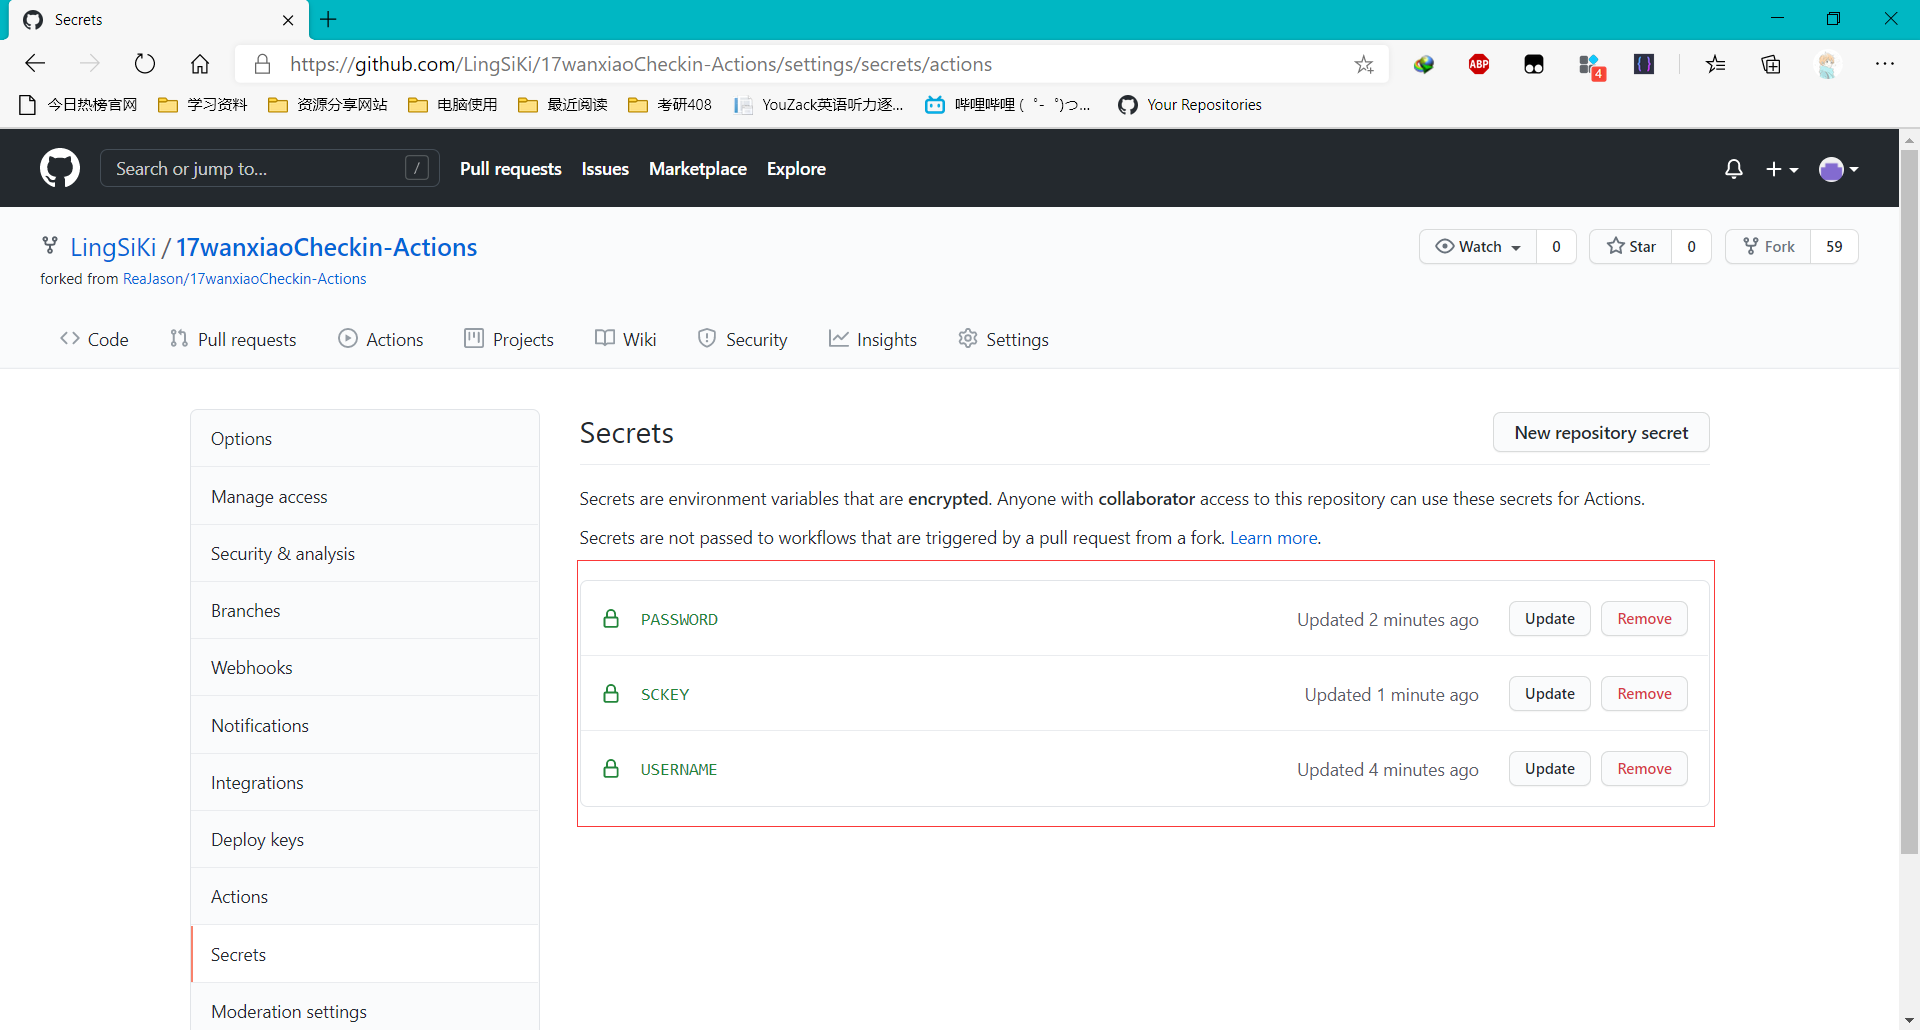 Secrets
https://github.com/LingSiKi/17wanxiaoCheckin-Actions/settings/secrets/actions
ABP
4
今日热榜官网 学习资料 资源分享网站 电脑使用 最近阅读 考研408 YouZack英语听力逐... 哔哩哔哩 ( ゜- ゜)つ... Your Repositories
Search or jump to... / Pull requests Issues Marketplace Explore
LingSiKi / 17wanxiaoCheckin-Actions
Watch 0 Star 0 Fork 59
forked from ReaJason/17wanxiaoCheckin-Actions
Code Pull requests Actions Projects Wiki Security Insights Settings
Options
Manage access
Security & analysis
Branches
Webhooks
Notifications
Integrations
Deploy keys
Actions
Secrets
Moderation settings
Secrets
New repository secret
Secrets are environment variables that are encrypted. Anyone with collaborator access to this repository can use these secrets for Actions.
Secrets are not passed to workflows that are triggered by a pull request from a fork. Learn more.
PASSWORD Updated 2 minutes ago Update Remove
SCKEY Updated 1 minute ago Update Remove
USERNAME Updated 4 minutes ago Update Remove